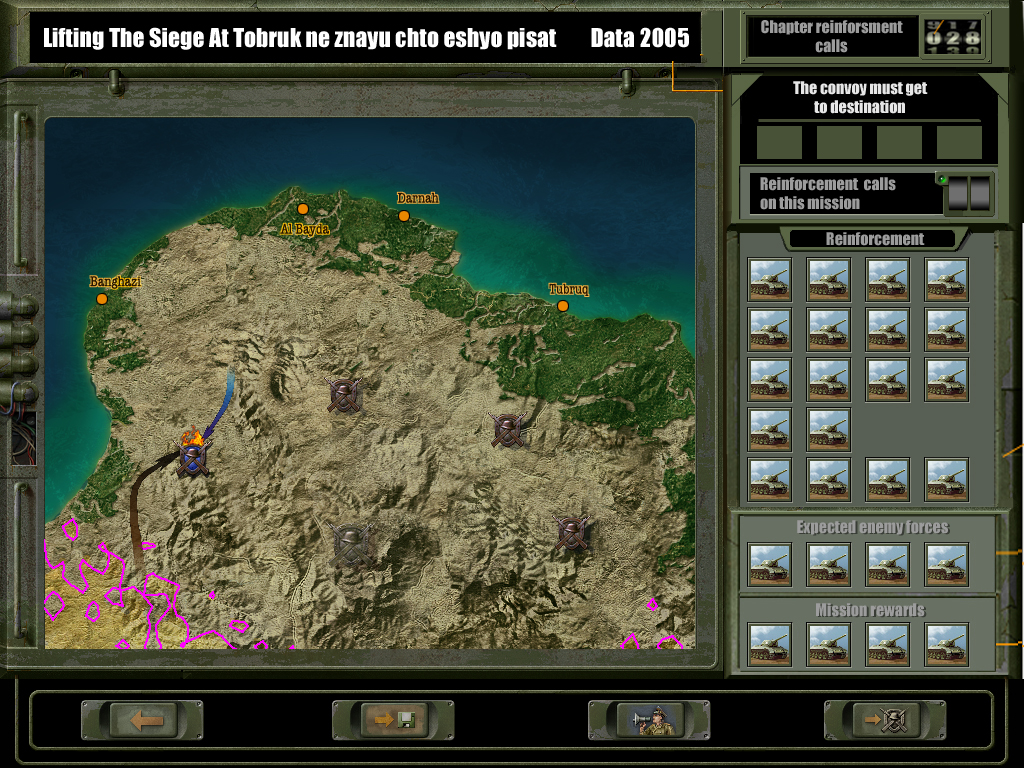 Lifting The Siege At Tobruk ne znayu chto eshyo pisat Data 2005
Chapter reinforsment
calls
028
The convoy must get
to destination
Reinforcement calls
on this mission
Reinforcement
Darnah
Al Bayda
Banghazi
Tubruq
Expected enemy forces
Mission rewards